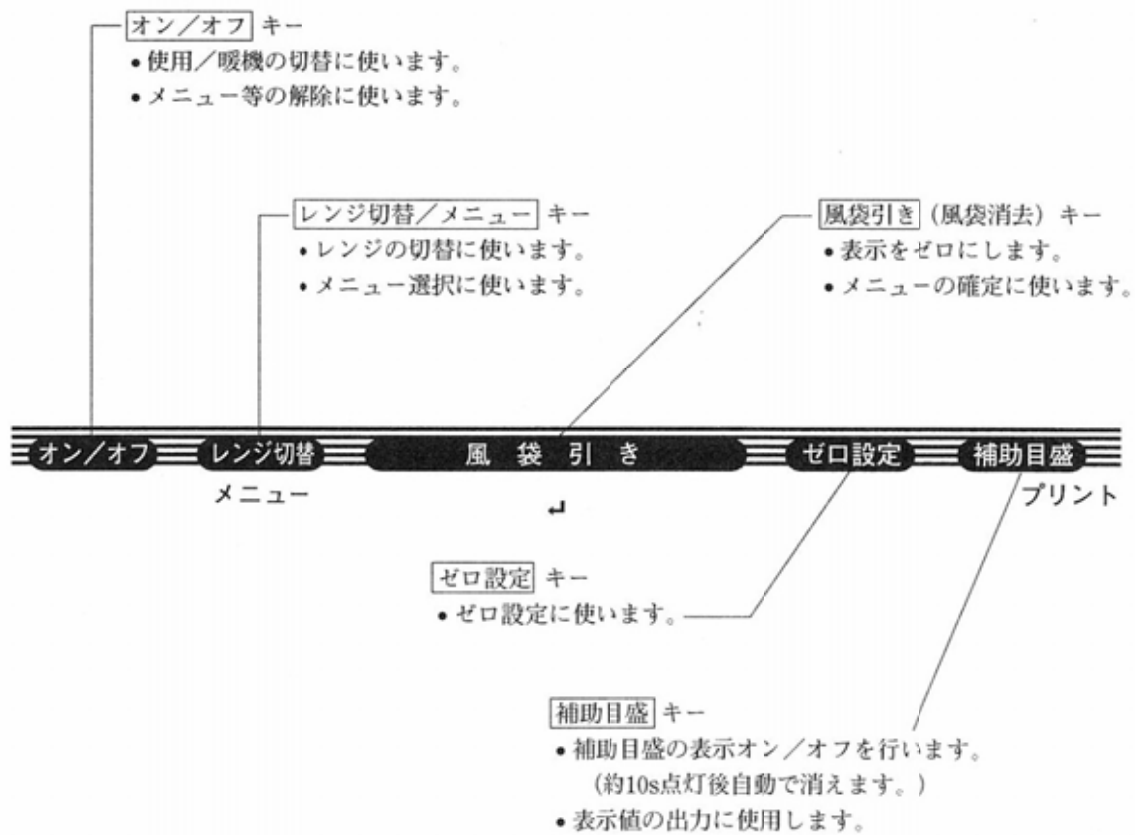 オン／オフ キー
• 使用／暖機の切替に使います。
• メニュー等の解除に使います。
レンジ切替／メニュー キー
• レンジの切替に使います。
• メニュー選択に使います。
風袋引き （風袋消去） キー
• 表示をゼロにします。
• メニューの確定に使います。
オン／オフ レンジ切替 風袋引き ゼロ設定 補助目盛
メニュー ↵ プリント
ゼロ設定 キー
• ゼロ設定に使います。
補助目盛 キー
• 補助目盛の表示オン／オフを行います。
（約10s点灯後自動で消えます。）
• 表示値の出力に使用します。